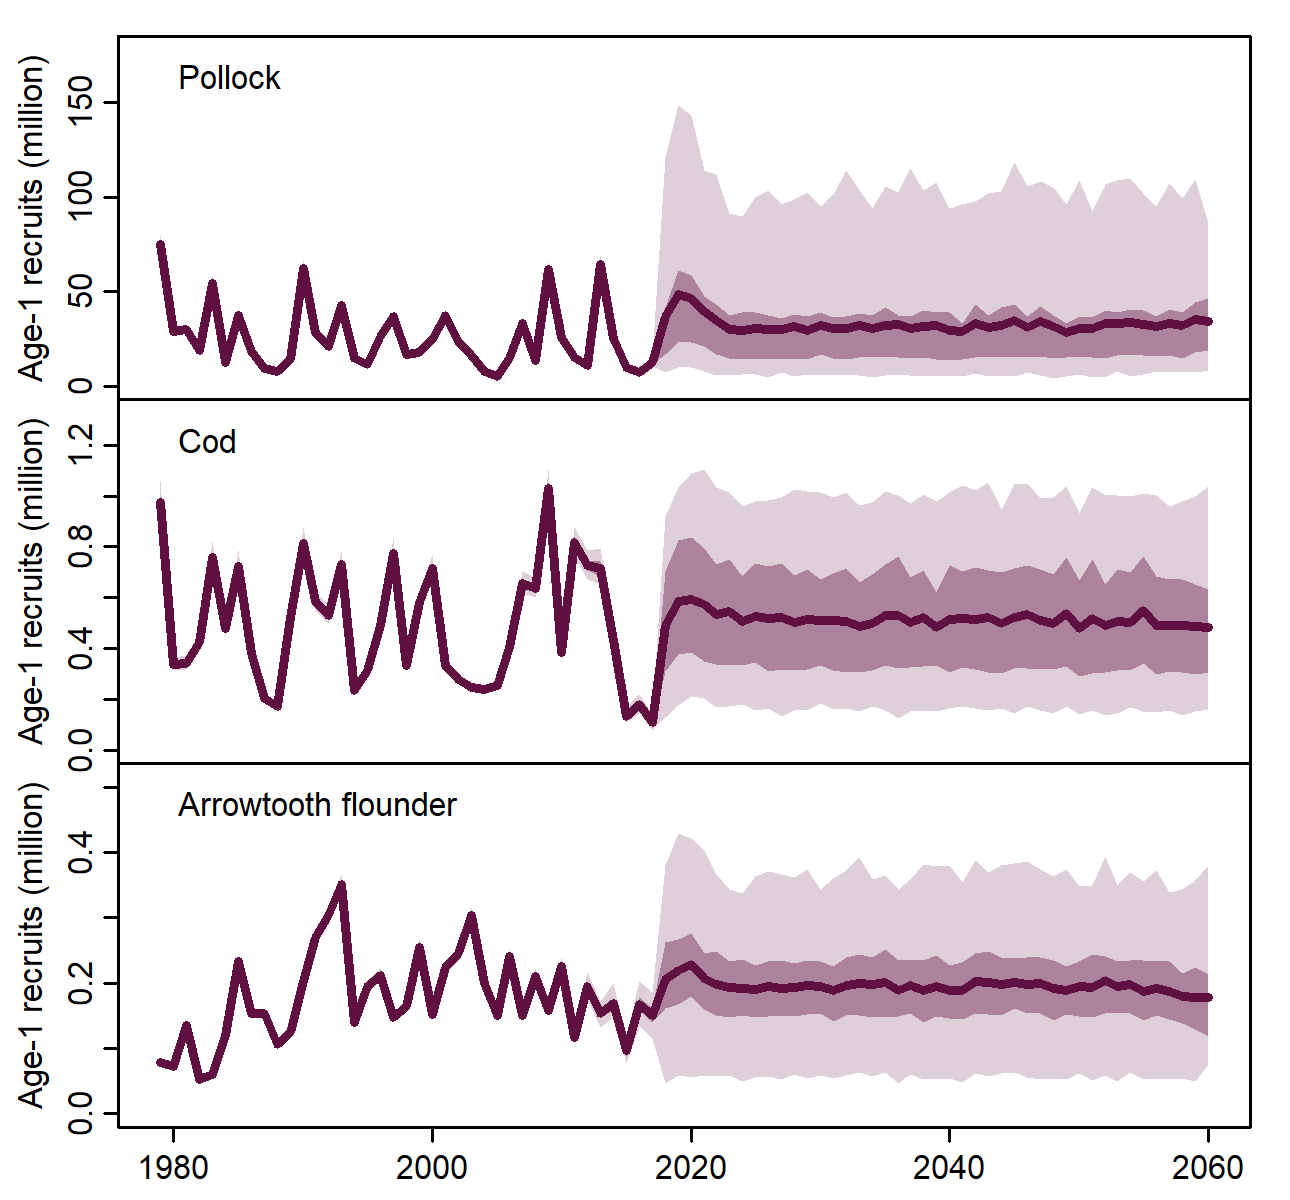 Pollock
Age-1 recruits (million)
0 50 100 150
Cod
Age-1 recruits (million)
0.0 0.4 0.8 1.2
Arrowtooth flounder
Age-1 recruits (million)
0.0 0.2 0.4
1980 2000 2020 2040 2060